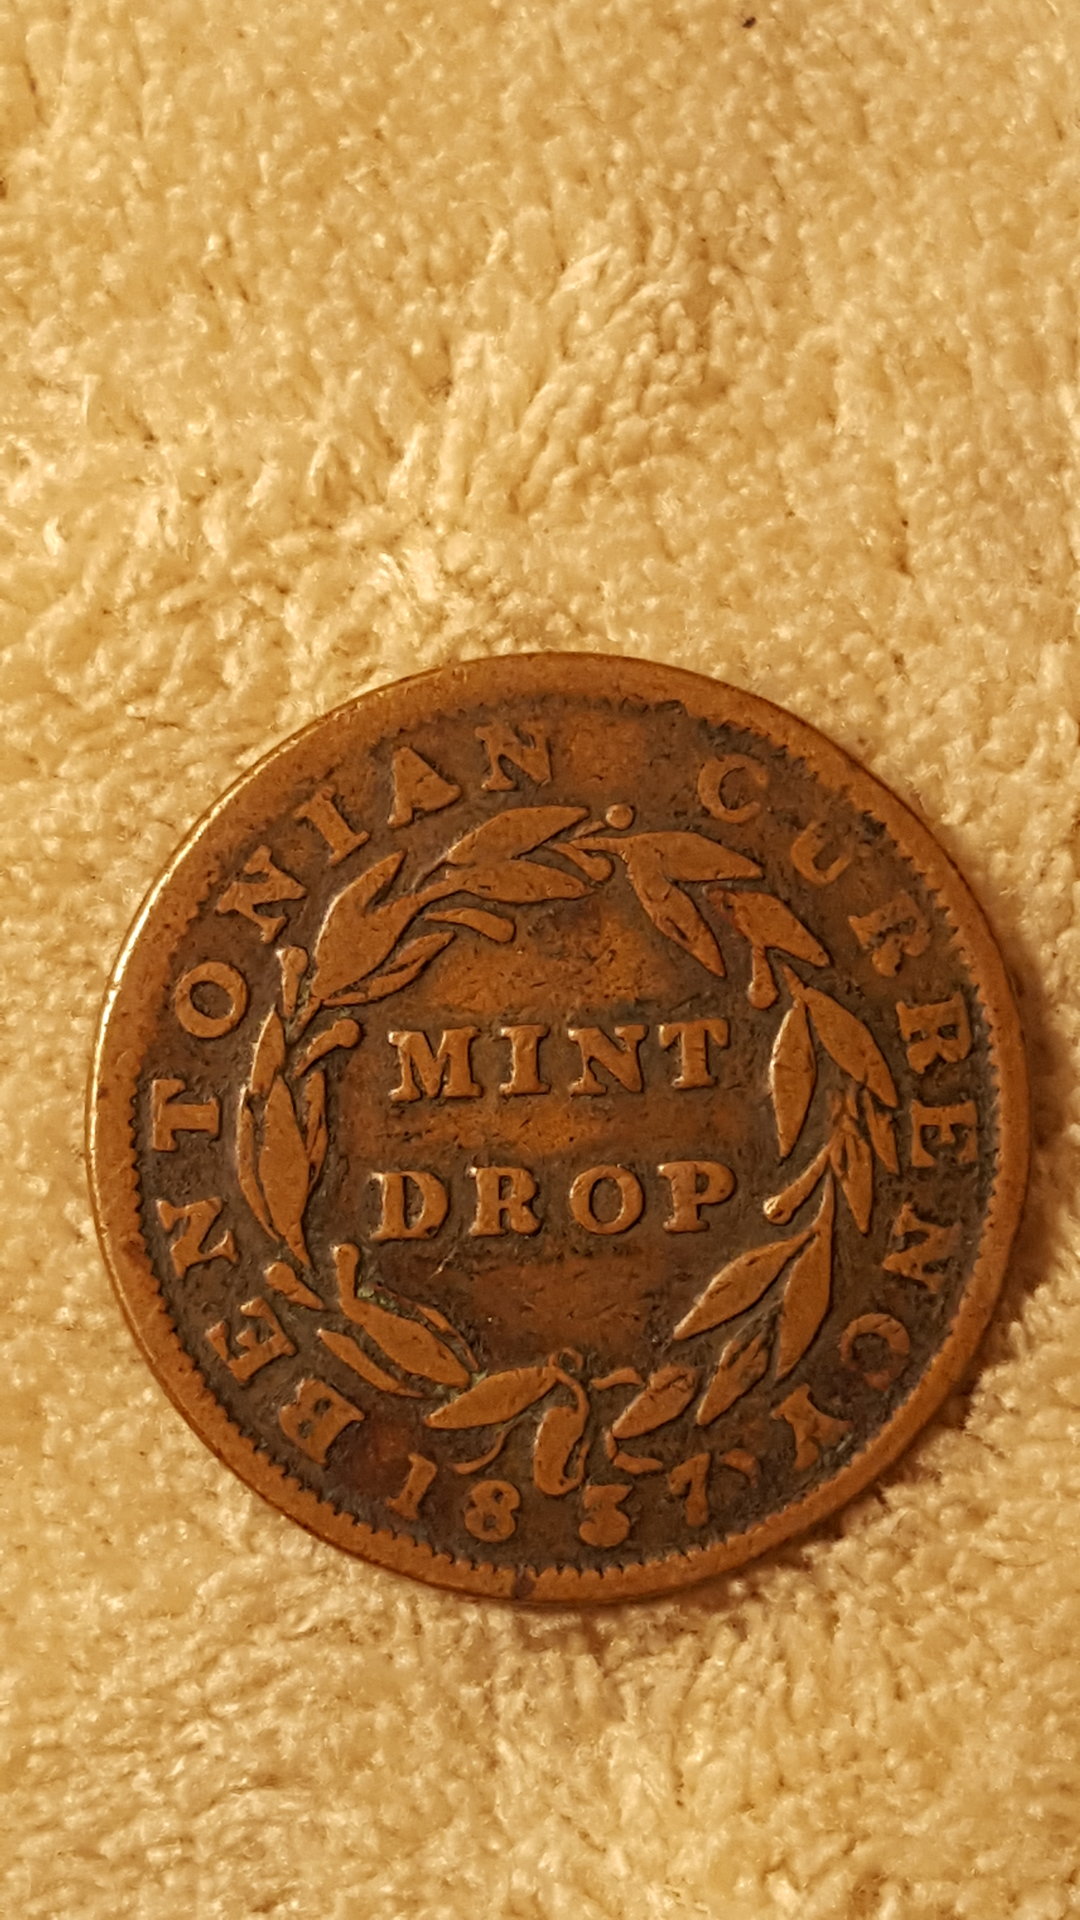 BENTONIAN CURRENCY
MINT
DROP
1837